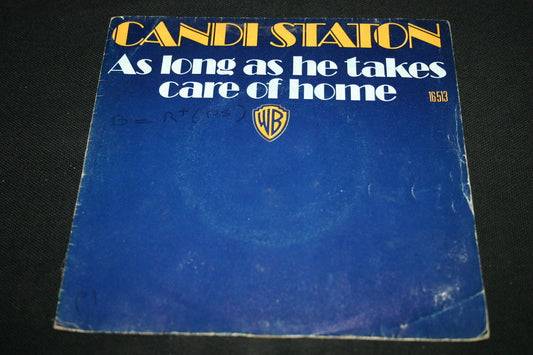 CANDI STATON
As long as he takes
care of home
16 513
WB